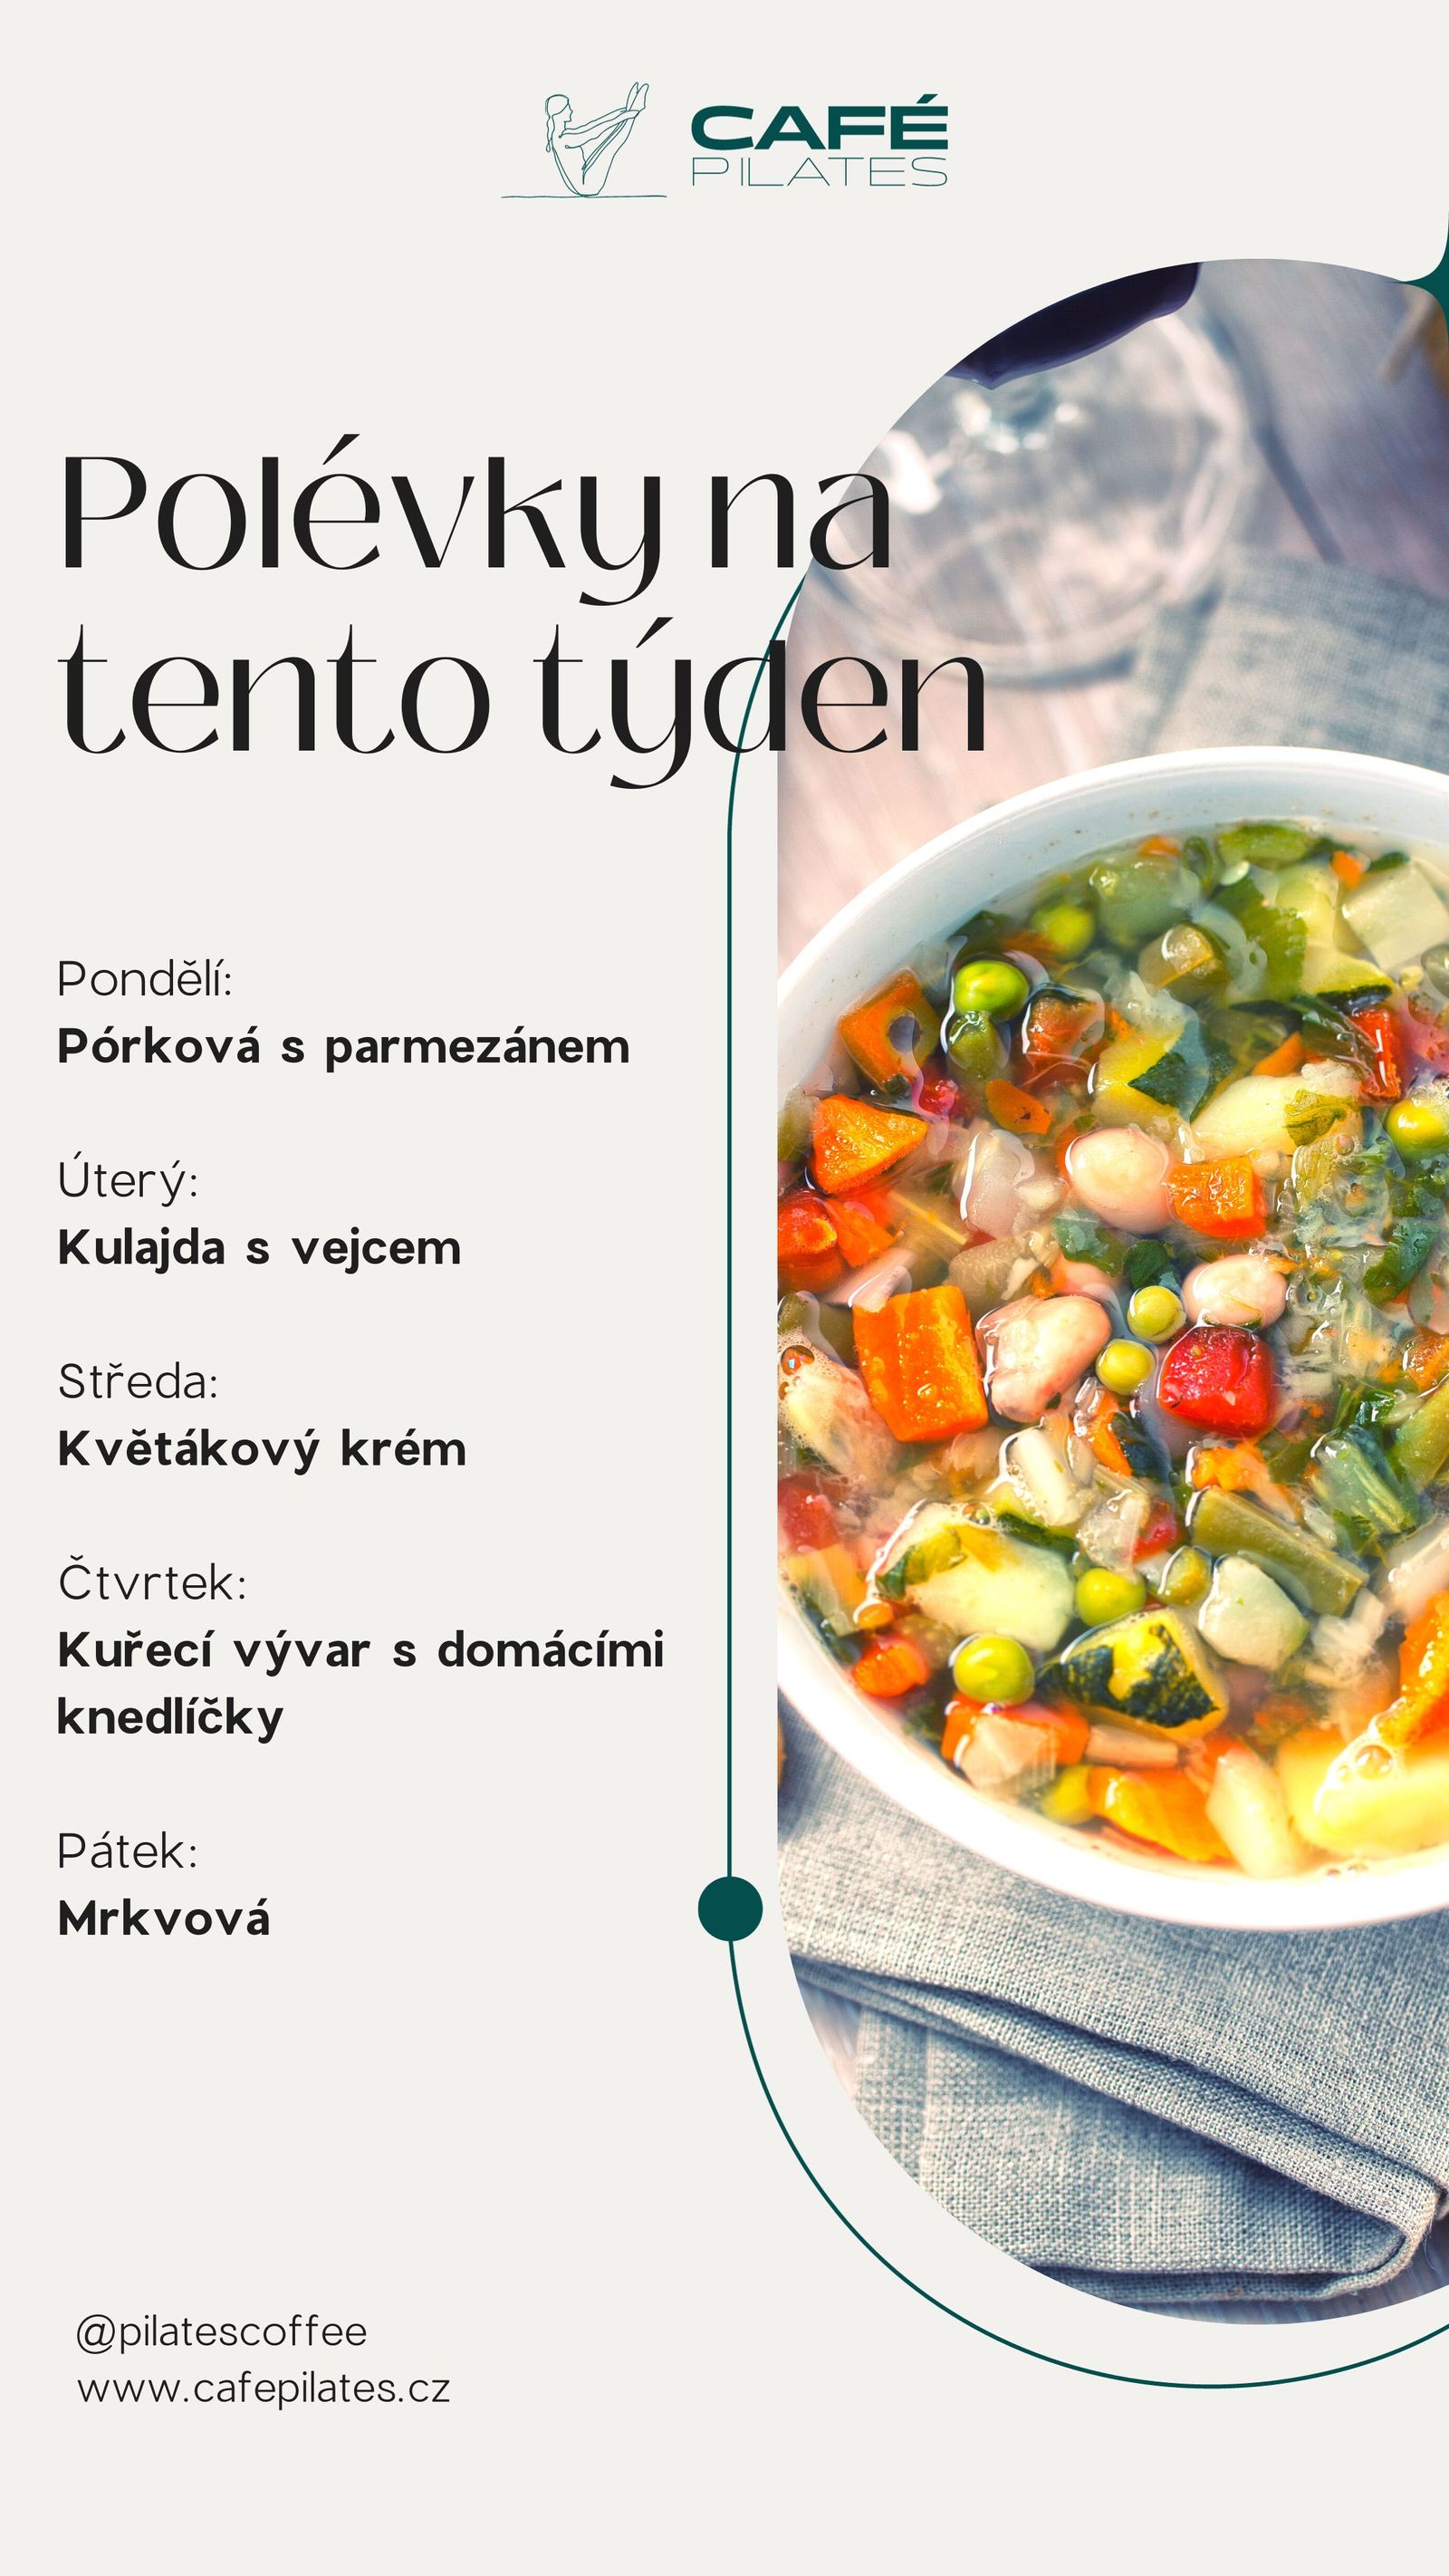 CAFÉ
PILATES
Polévky na
tento týden
Pondělí:
Pórková s parmezánem
Úterý:
Kulajda s vejcem
Středa:
Květákový krém
Čtvrtek:
Kuřecí vývar s domácími
knedlíčky
Pátek:
Mrkvová
@pilatescoffee
www.cafepilates.cz